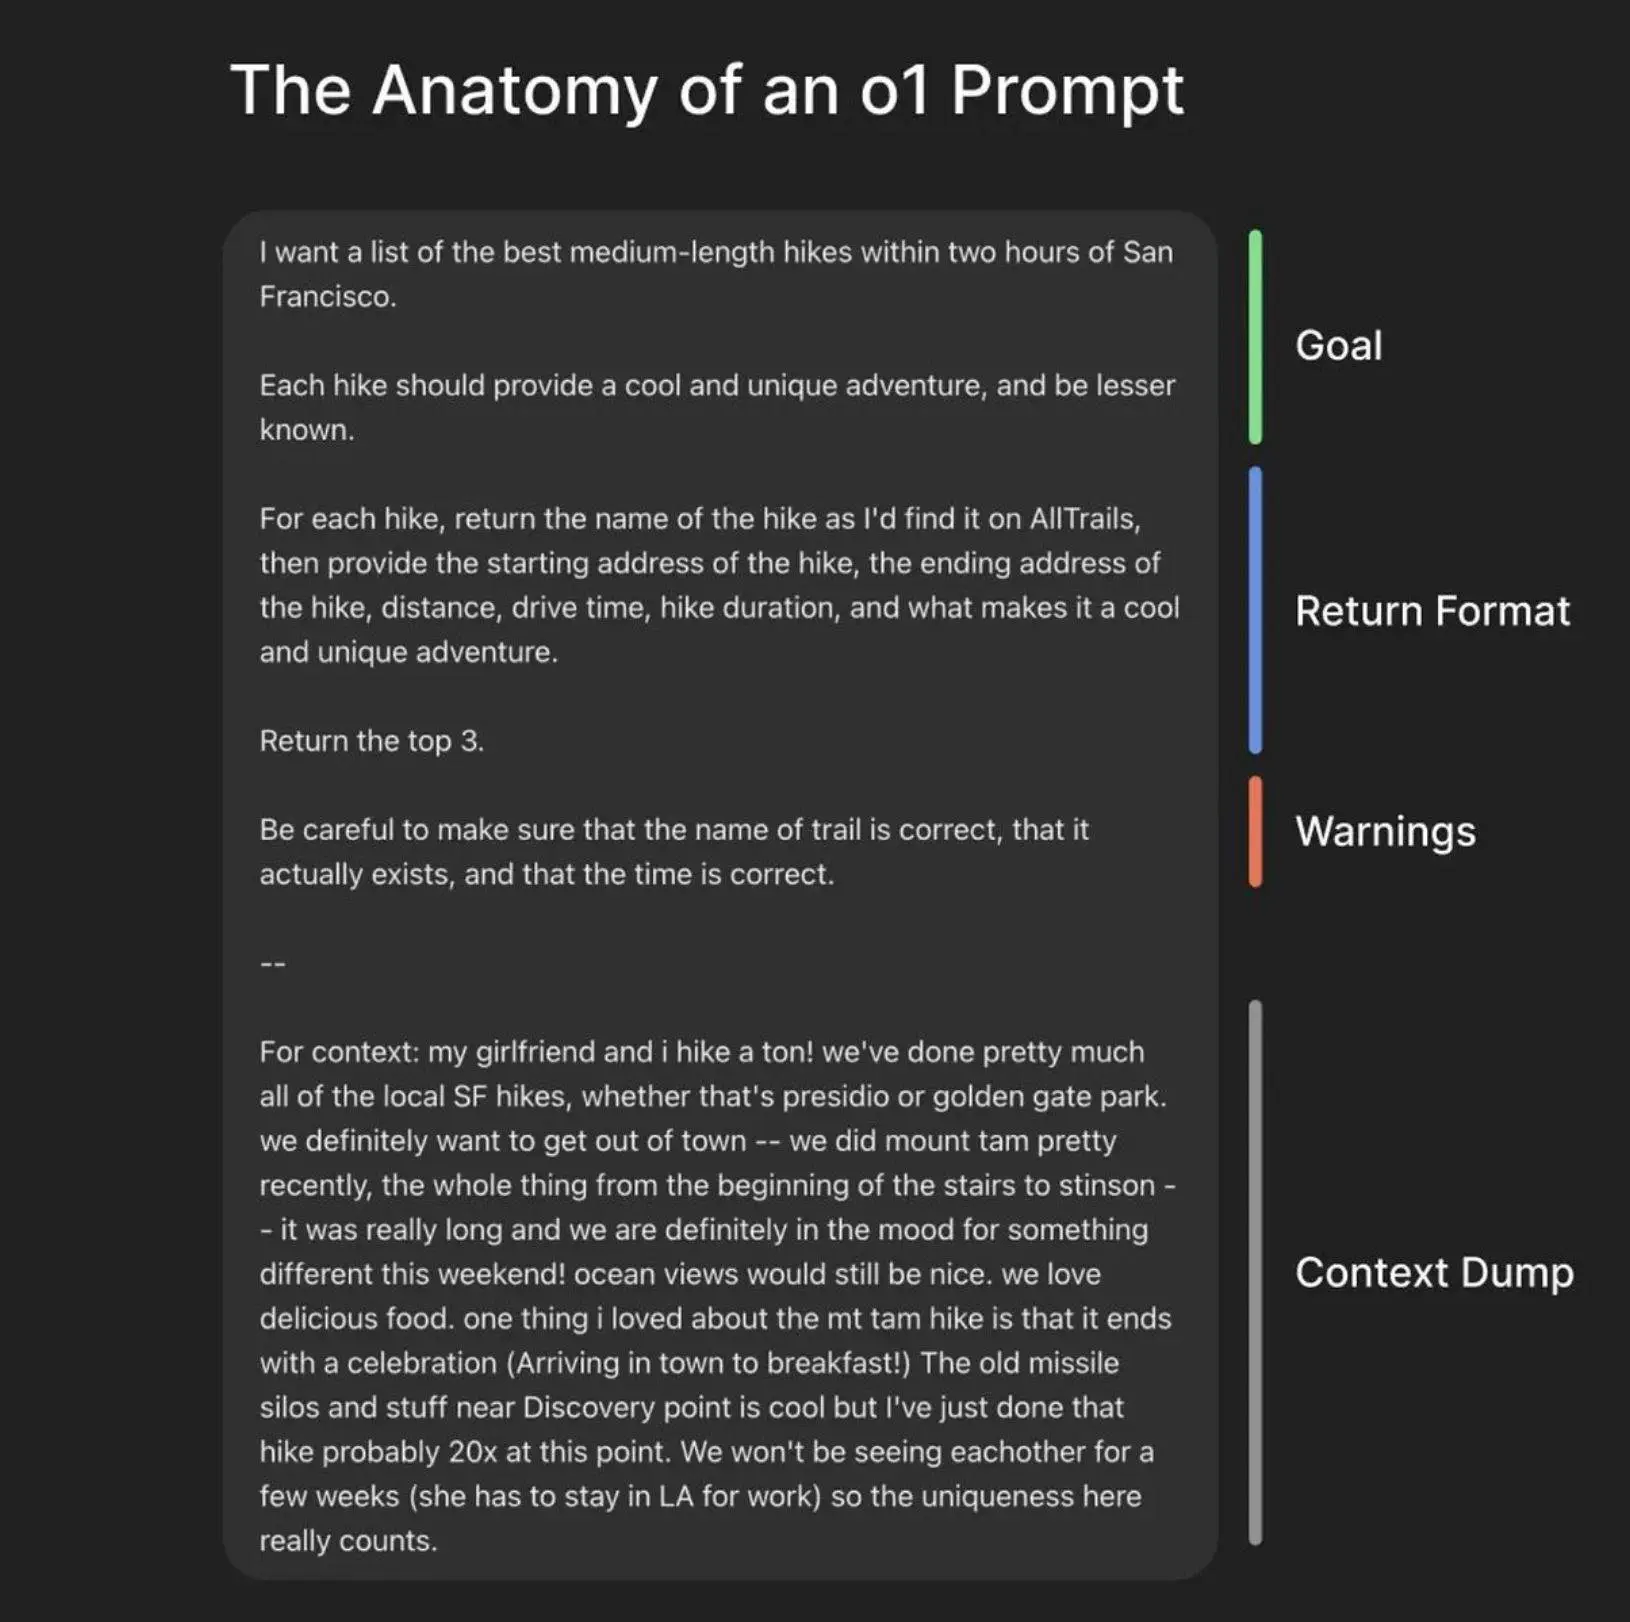 The Anatomy of an o1 Prompt
I want a list of the best medium-length hikes within two hours of San
Francisco.
Each hike should provide a cool and unique adventure, and be lesser
known.
Goal
For each hike, return the name of the hike as I'd find it on AllTrails,
then provide the starting address of the hike, the ending address of
the hike, distance, drive time, hike duration, and what makes it a cool
and unique adventure.
Return the top 3.
Return Format
Be careful to make sure that the name of trail is correct, that it
actually exists, and that the time is correct.
Warnings
--
For context: my girlfriend and i hike a ton! we've done pretty much
all of the local SF hikes, whether that's presidio or golden gate park.
we definitely want to get out of town -- we did mount tam pretty
recently, the whole thing from the beginning of the stairs to stinson -
- it was really long and we are definitely in the mood for something
different this weekend! ocean views would still be nice. we love
delicious food. one thing i loved about the mt tam hike is that it ends
with a celebration (Arriving in town to breakfast!) The old missile
silos and stuff near Discovery point is cool but I've just done that
hike probably 20x at this point. We won't be seeing eachother for a
few weeks (she has to stay in LA for work) so the uniqueness here
really counts.
Context Dump